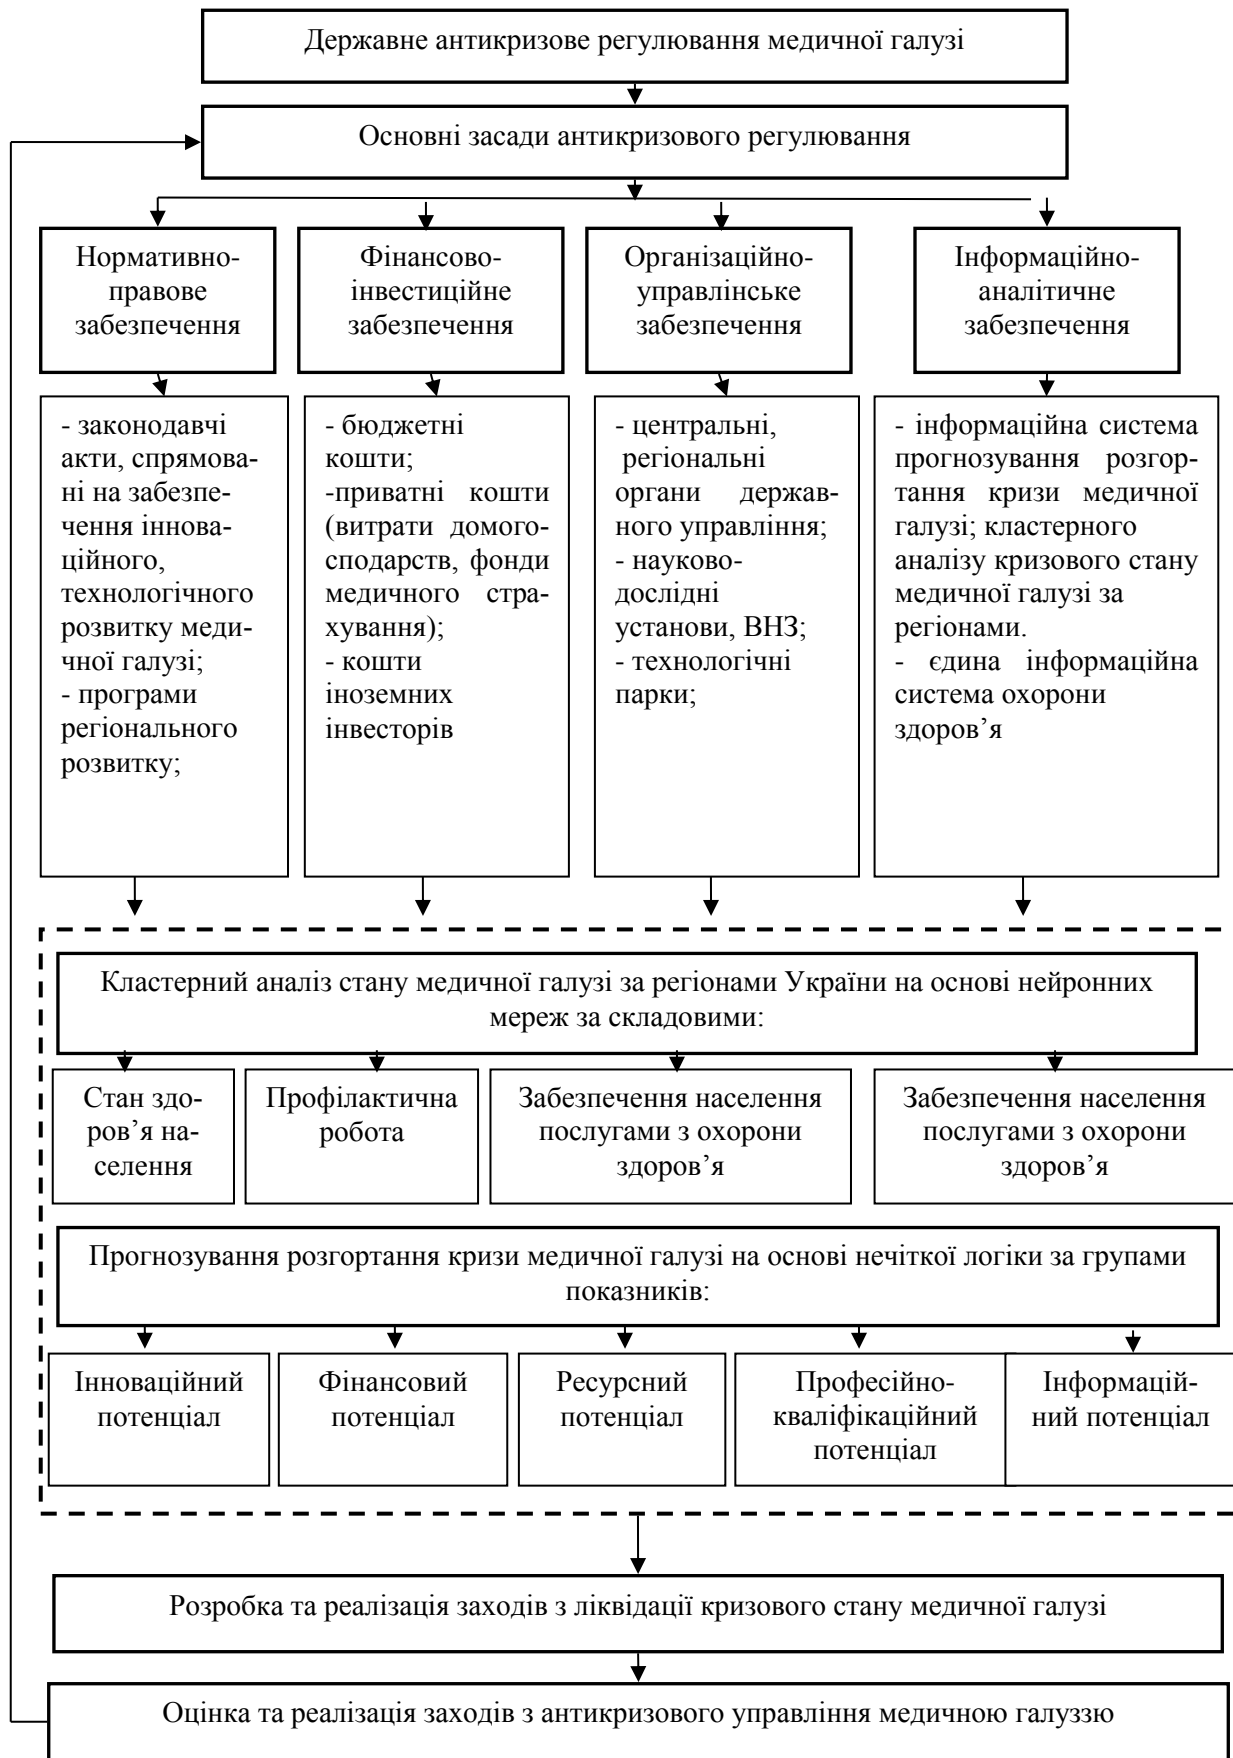 Державне антикризове регулювання медичної галузі
Основні засади антикризового регулювання
Нормативно-
правове
забезпечення
Фінансово-
інвестиційне
забезпечення
Організаційно-
управлінське
забезпечення
Інформаційно-
аналітичне
забезпечення
- законодавчі
акти, спрямова-
ні на забезпе-
чення іннова-
ційного,
технологічного
розвитку меди-
чної галузі;
- програми
регіонального
розвитку;
- бюджетні
кошти;
-приватні кошти
(витрати домого-
сподарств, фонди
медичного стра-
хування);
- кошти
іноземних
інвесторів
- центральні,
регіональні
органи держав-
ного управління;
- науково-
дослідні
установи, ВНЗ;
- технологічні
парки;
- інформаційна система
прогнозування розгор-
тання кризи медичної
галузі; кластерного
аналізу кризового стану
медичної галузі за
регіонами.
- єдина інформаційна
система охорони
здоров’я
Кластерний аналіз стану медичної галузі за регіонами України на основі нейронних
мереж за складовими:
Стан здо-
ров’я на-
селення
Профілактична
робота
Забезпечення населення
послугами з охорони
здоров’я
Забезпечення населення
послугами з охорони
здоров’я
Прогнозування розгортання кризи медичної галузі на основі нечіткої логіки за групами
показників:
Інноваційний
потенціал
Фінансовий
потенціал
Ресурсний
потенціал
Професійно-
кваліфікаційний
потенціал
Інформацій-
ний потенціал
Розробка та реалізація заходів з ліквідації кризового стану медичної галузі
Оцінка та реалізація заходів з антикризового управління медичною галуззю